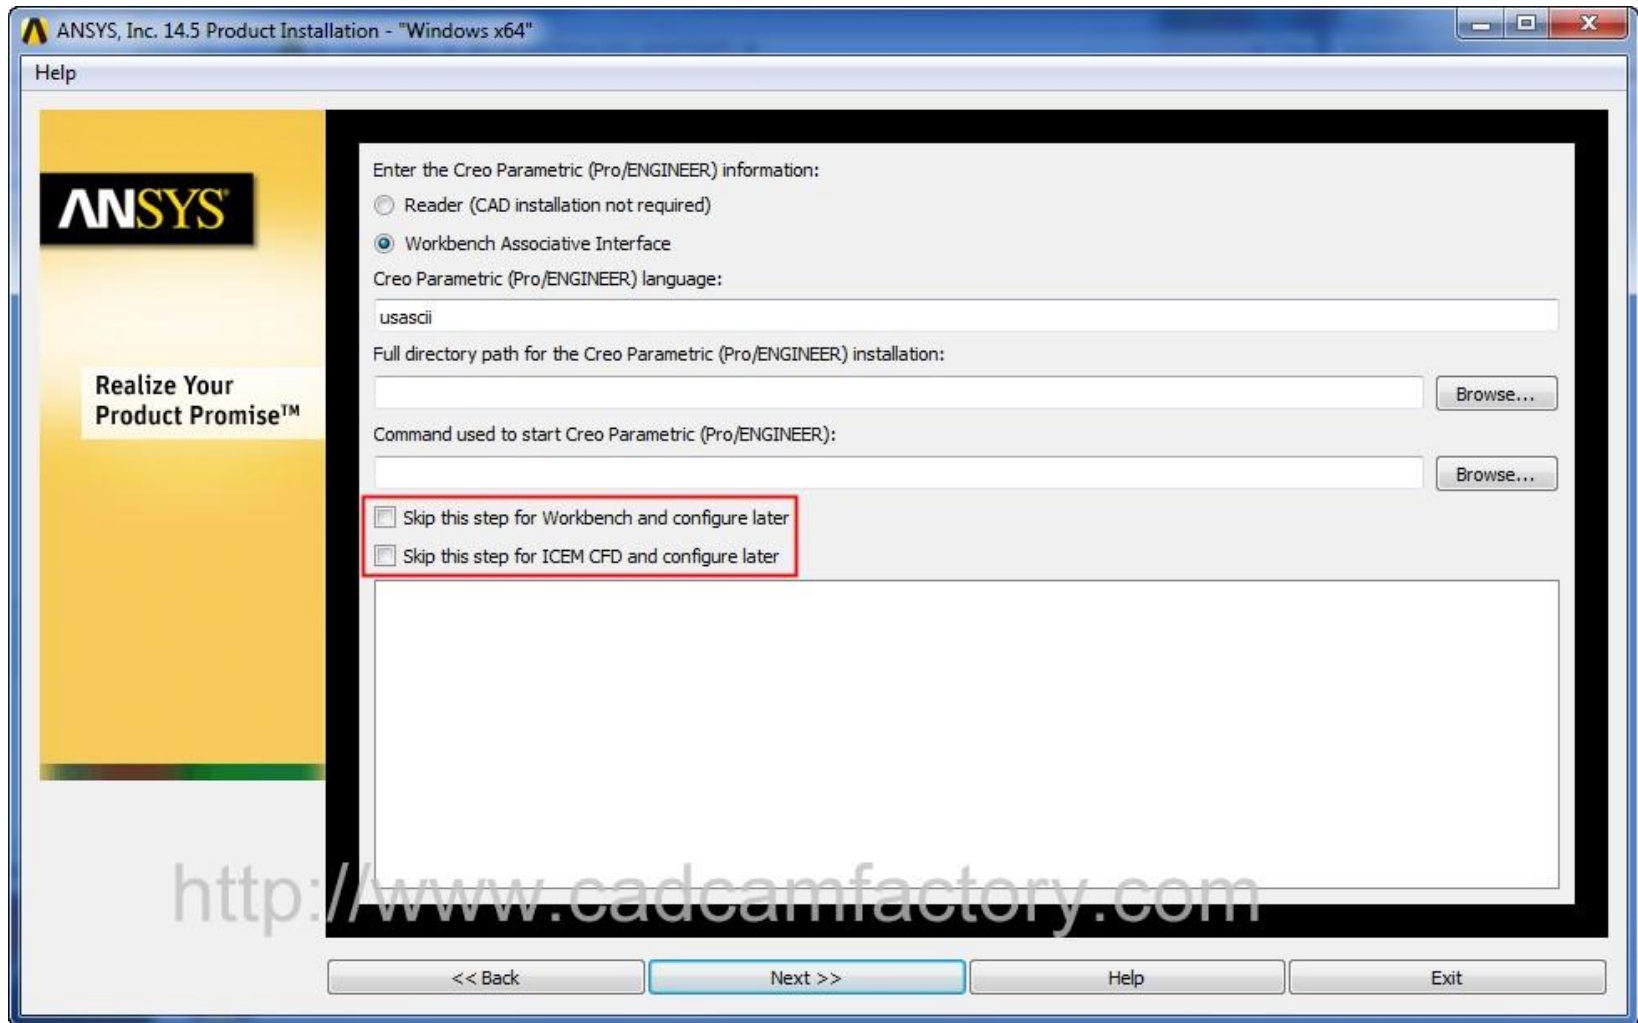 ANSYS, Inc. 14.5 Product Installation - "Windows x64"
Help
ANSYS®
Realize Your
Product Promise™
Enter the Creo Parametric (Pro/ENGINEER) information:
Reader (CAD installation not required)
Workbench Associative Interface
Creo Parametric (Pro/ENGINEER) language:
usascii
Full directory path for the Creo Parametric (Pro/ENGINEER) installation:
Browse...
Command used to start Creo Parametric (Pro/ENGINEER):
Browse...
Skip this step for Workbench and configure later
Skip this step for ICEM CFD and configure later
http://www.cadcamfactory.com
<< Back Next >> Help Exit